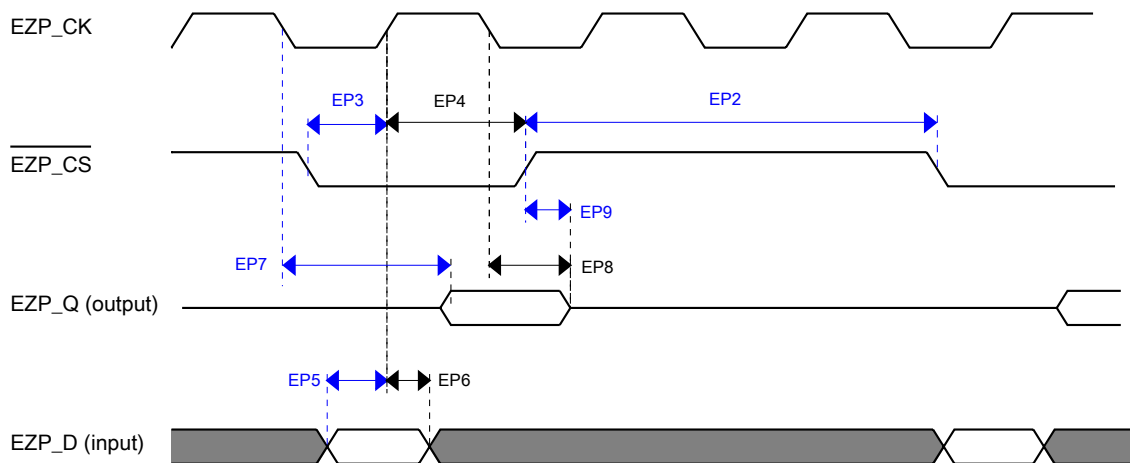 EZP_CK
EP3
EP4
EP2
EZP_CS
EP9
EP7
EP8
EZP_Q (output)
EP5
EP6
EZP_D (input)